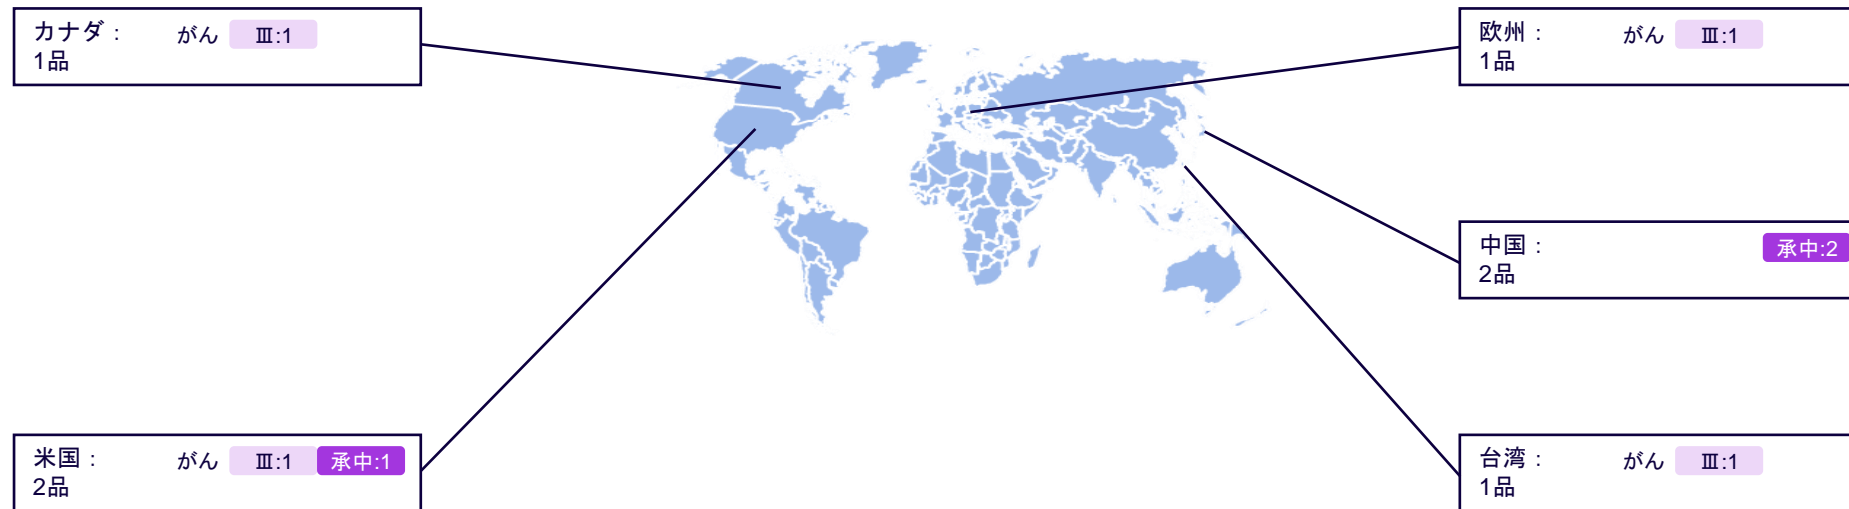 カナダ： がん Ⅲ:1
1品
欧州： がん Ⅲ:1
1品
中国： 承中:2
2品
米国： がん Ⅲ:1 承中:1
2品
台湾： がん Ⅲ:1
1品